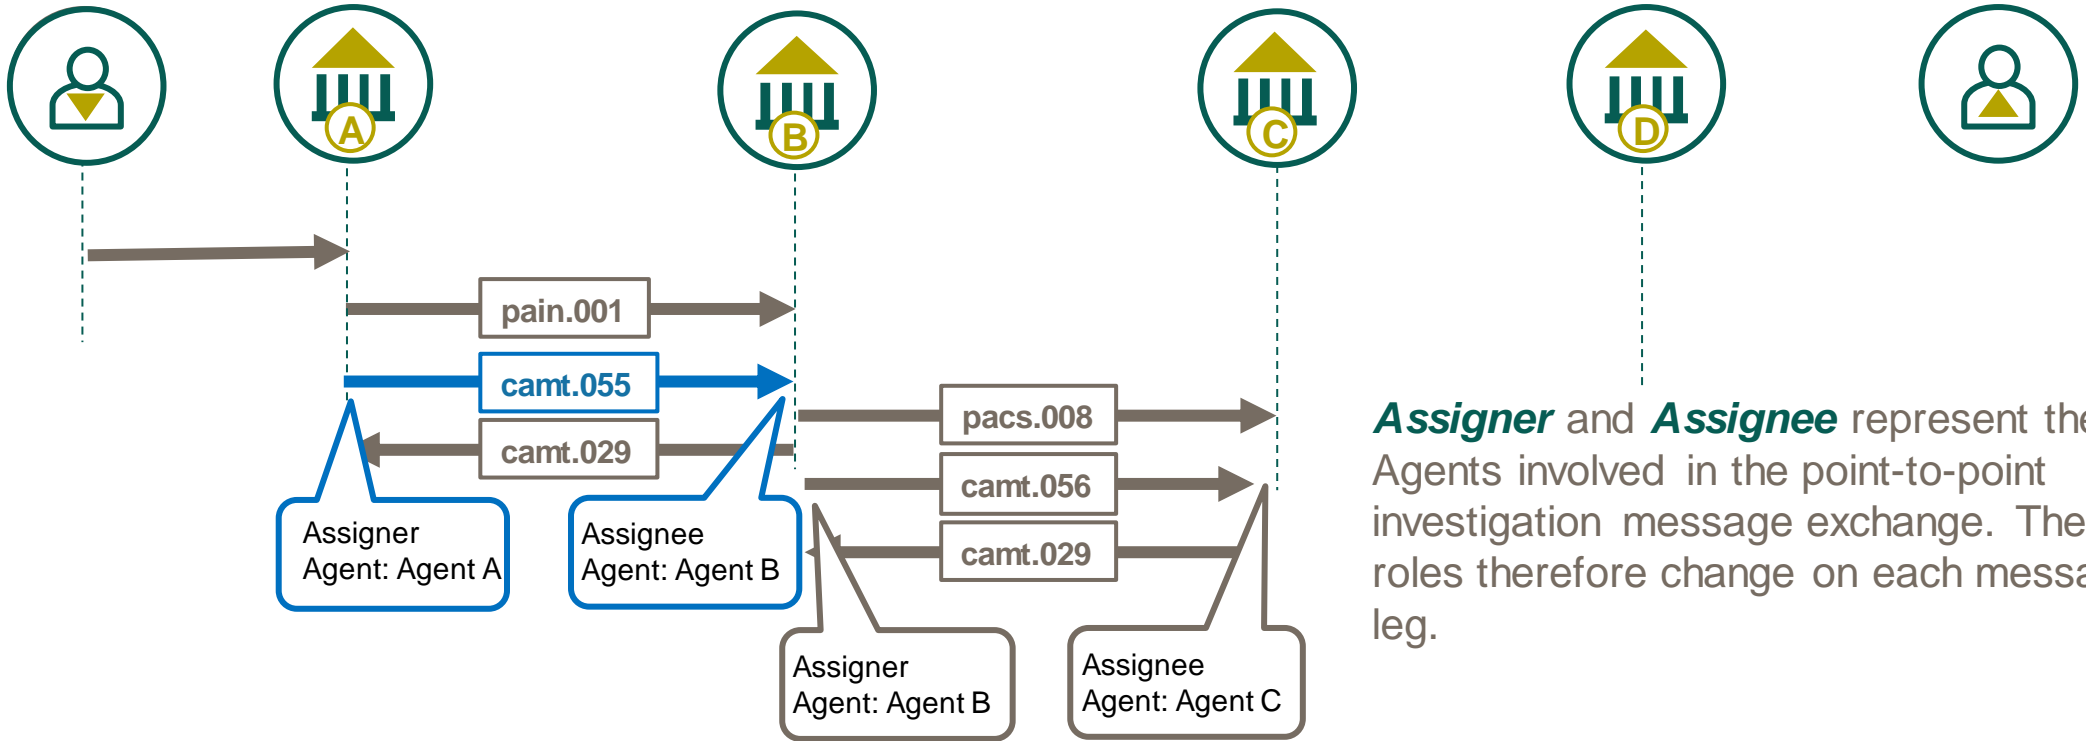 A
B
C
D
pain.001
camt.055
camt.029
pacs.008
camt.056
camt.029
Assigner
Agent: Agent A
Assignee
Agent: Agent B
Assigner
Agent: Agent B
Assignee
Agent: Agent C
Assigner and Assignee represent the
Agents involved in the point-to-point
investigation message exchange. The
roles therefore change on each messa
leg.